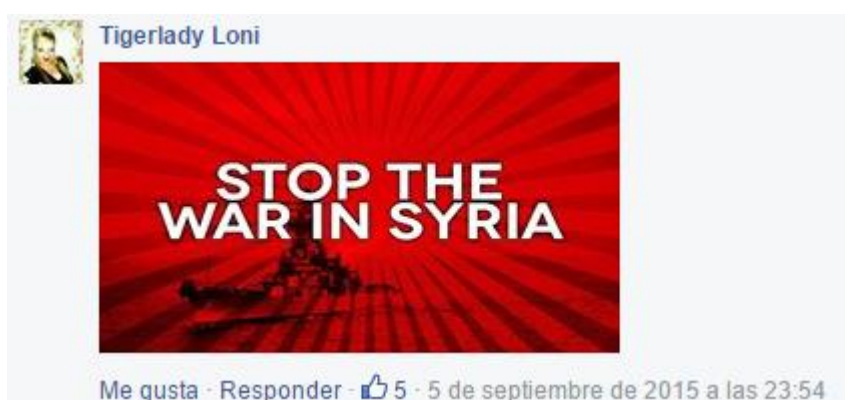 Tigerlady Loni
STOP THE
WAR IN SYRIA
Me gusta · Responder · 5 · 5 de septiembre de 2015 a las 23:54